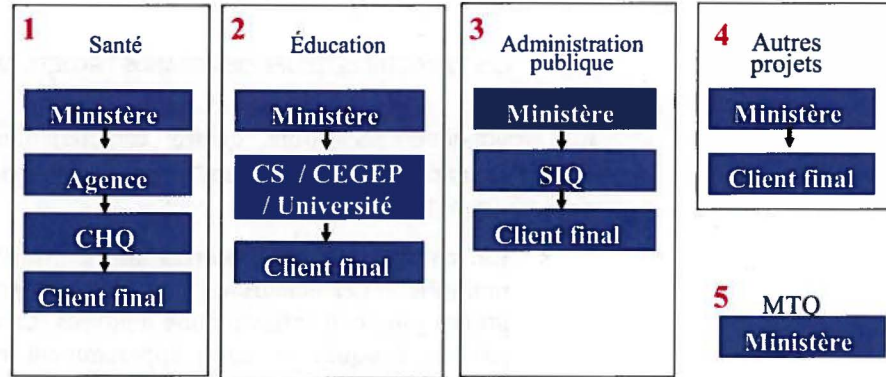 1
Santé
Ministère
Agence
CHQ
Client final
2
Éducation
Ministère
CS / CEGEP
/ Université
Client final
3
Administration
publique
Ministère
SIQ
Client final
4
Autres
projets
Ministère
Client final
5
MTQ
Ministère